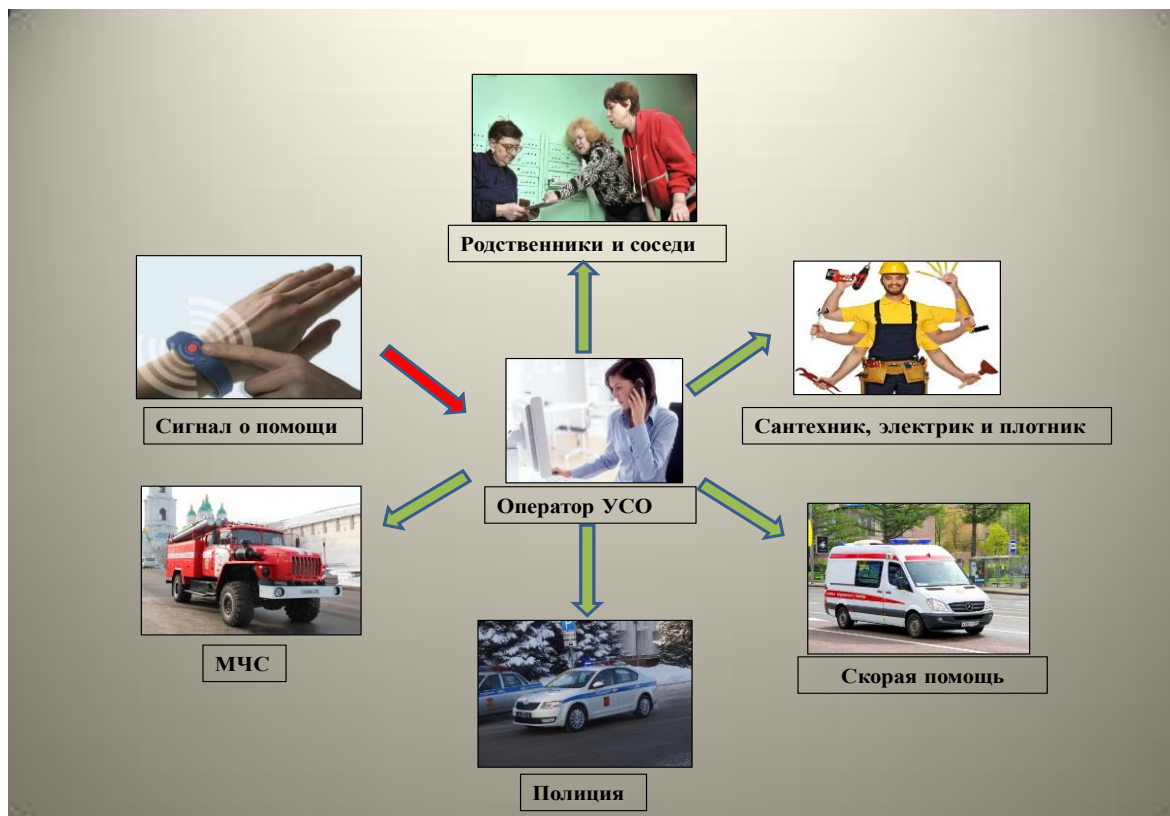 Родственники и соседи
Сигнал о помощи
Сантехник, электрик и плотник
Оператор УСО
МЧС
Скорая помощь
Полиция